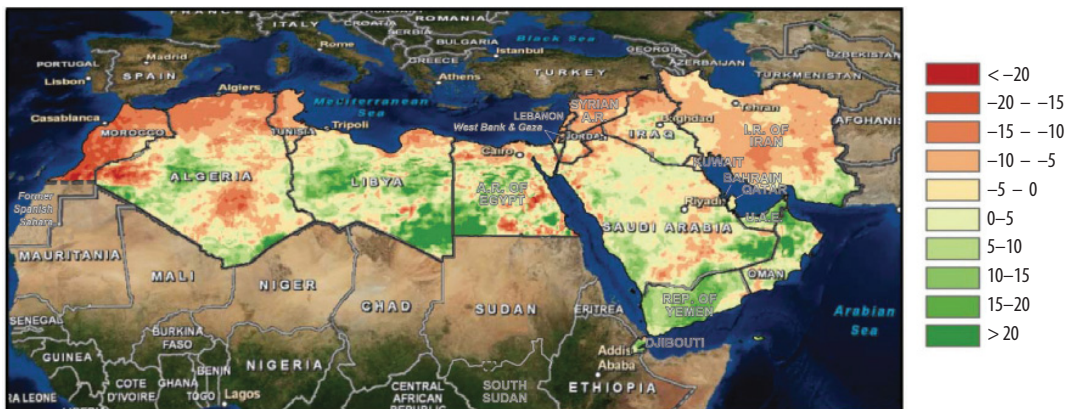 FRANCE
ITALY
CROATIA
ROMANIA
SERBIA
BULGARIA
Black Sea
GEORGIA
UZBEKISTAN
PORTUGAL
Madrid
Rome
Istanbul
AZERBAIJAN
Lisbon
SPAIN
GREECE
TURKEY
TURKMENISTAN
Athens
Algiers
Mediterranean
Sea
Casablanca
MOROCCO
TUNISIA
Tripoli
LEBANON
SYRIAN
A.R.
Tehran
West Bank & Gaza
JORDAN
Baghdad
IRAQ
I.R. OF
IRAN
AFGHANIS
Cairo
KUWAIT
ALGERIA
LIBYA
A.R. OF
EGYPT
BAHRAIN
QATAR
Former
Spanish
Sahara
Riyadh
U.A.E.
SAUDI ARABIA
MAURITANIA
MALI
NIGER
CHAD
SUDAN
OMAN
REP. OF
YEMEN
ERITREA
Arabian
Sea
SENEGAL
BURKINA
FASO
DJIBOUTI
GUINEA
BENIN
NIGERIA
Addis
Ababa
COTE
D'IVOIRE
GHANA
TOGO
Lagos
CENTRAL
AFRICAN
REPUBLIC
SOUTH
SUDAN
ETHIOPIA
RA LEONE
< –20
–20 – –15
–15 – –10
–10 – –5
–5 – 0
0–5
5–10
10–15
15–20
> 20